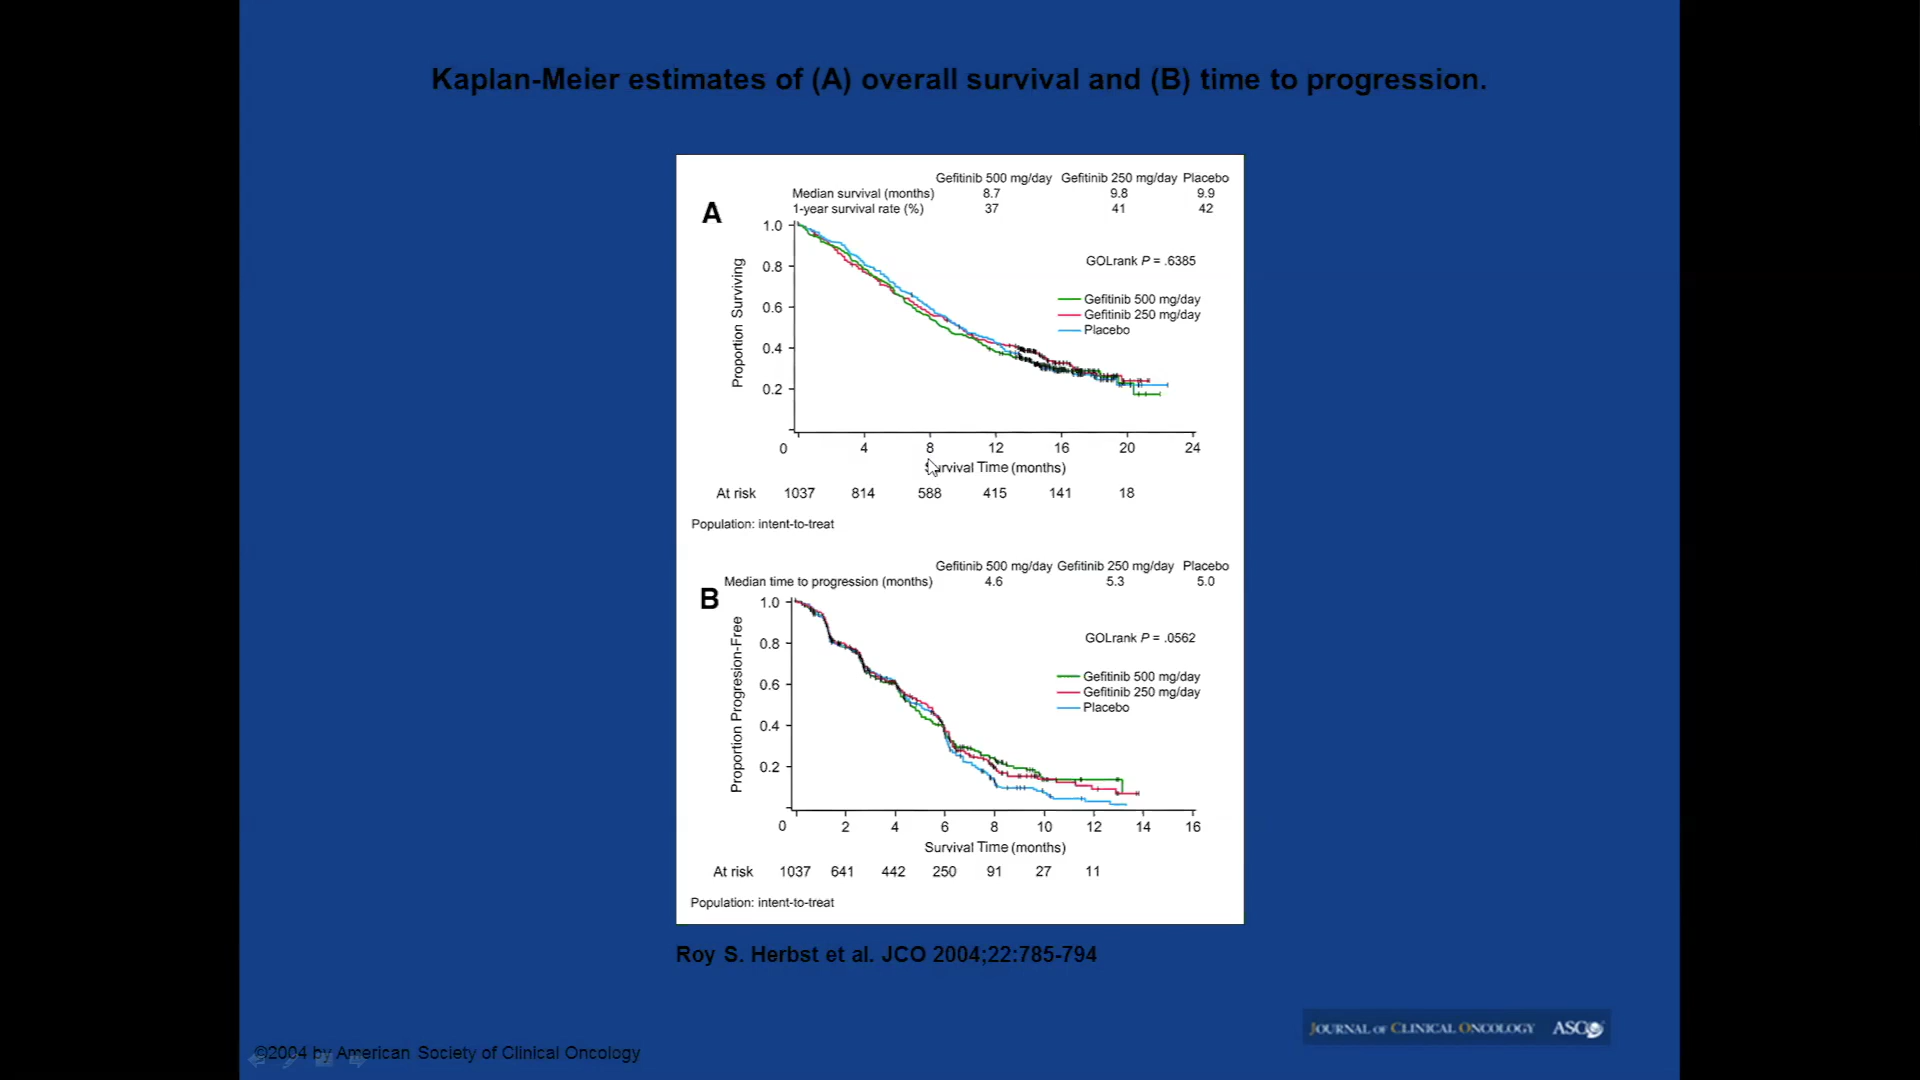 Kaplan-Meier estimates of (A) overall survival and (B) time to progression.
Gefitinib 500 mg/day Gefitinib 250 mg/day Placebo
Median survival (months) 8.7 9.8 9.9
1-year survival rate (%) 37 41 42
A
1.0
0.8
0.6
0.4
0.2
Proportion Surviving
GOLrank P = .6385
Gefitinib 500 mg/day
Gefitinib 250 mg/day
Placebo
0 4 8 12 16 20 24
Survival Time (months)
At risk 1037 814 588 415 141 18
Population: intent-to-treat
Gefitinib 500 mg/day Gefitinib 250 mg/day Placebo
Median time to progression (months) 4.6 5.3 5.0
B
1.0
0.8
0.6
0.4
0.2
Proportion Progresion-Free
GOLrank P = .0562
Gefitinib 500 mg/day
Gefitinib 250 mg/day
Placebo
0 2 4 6 8 10 12 14 16
Survival Time (months)
At risk 1037 641 442 250 91 27 11
Population: intent-to-treat
Roy S. Herbst et al. JCO 2004;22:785-794
JOURNAL OF CLINICAL ONCOLOGY ASCO
©2004 by American Society of Clinical Oncology